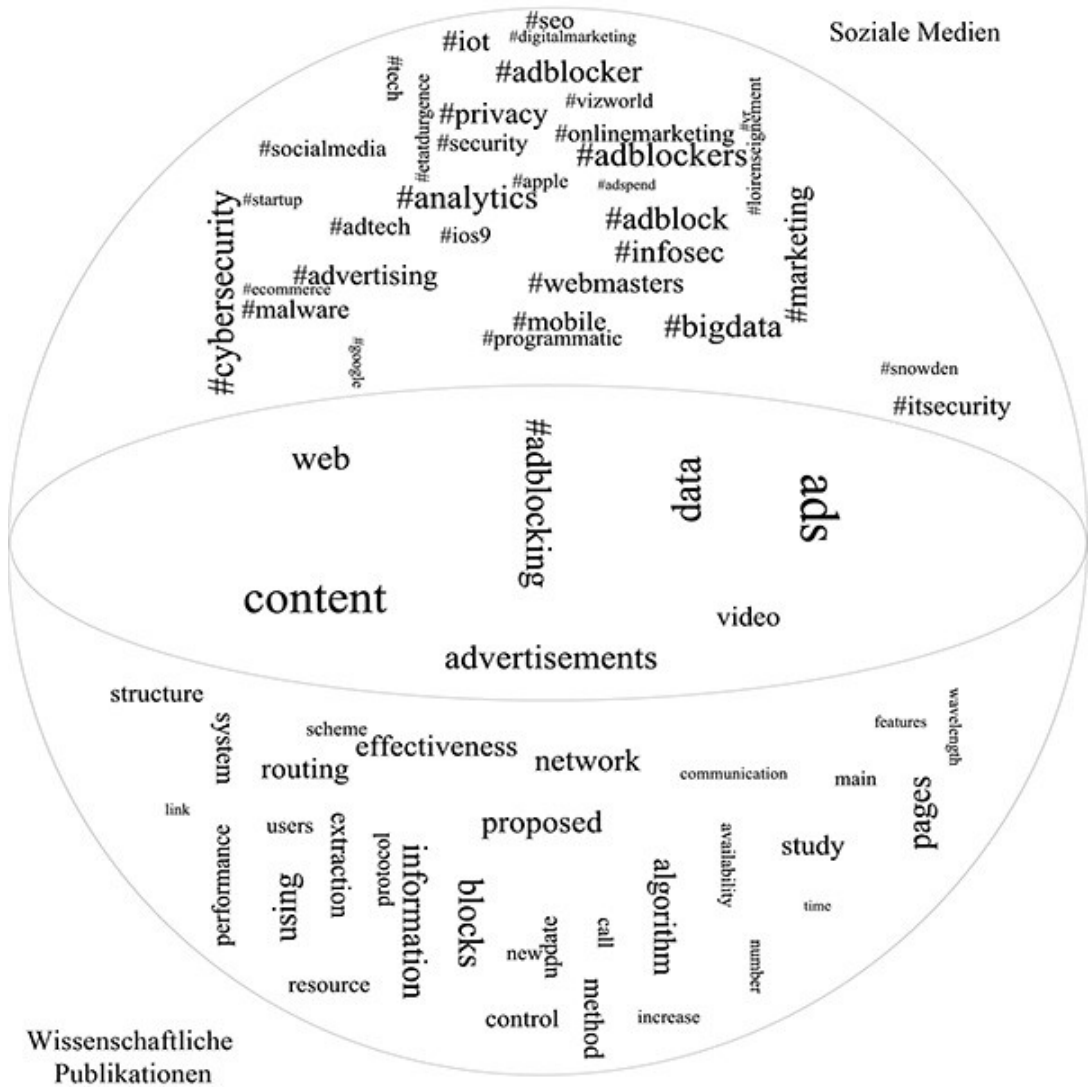 #seo
Soziale Medien
#digitalmarketing
#iot
#adblocker
#tech
#vizworld
#etatdurgence
#privacy
#vr
#onlinemarketing
#loirenseignement
#security
#socialmedia
#adblockers
#apple
#adspend
#analytics
#startup
#adblock
#adtech
#ios9
#marketing
#infosec
#cybersecurity
#advertising
#webmasters
#ecommerce
#malware
#mobile
#bigdata
#programmatic
#google
#snowden
#itsecurity
web
#adblocking
data
ads
content
video
advertisements
structure
wavelength
features
scheme
system
effectiveness
network
routing
communication
main
link
pages
proposed
users
extraction
protocol
performance
using
information
blocks
algorithm
availability
study
time
new
update
call
number
resource
control
method
increase
Wissenschaftliche
Publikationen